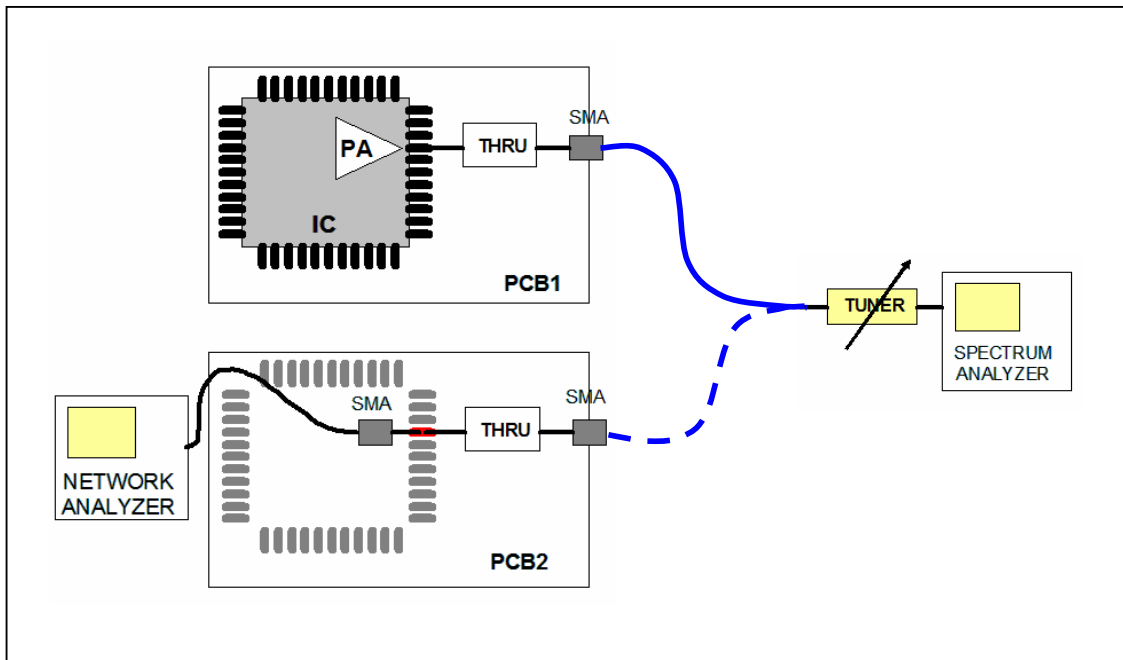 SMA
PA
THRU
IC
PCB1
TUNER
SPECTRUM
ANALYZER
SMA
SMA
THRU
NETWORK
ANALYZER
PCB2